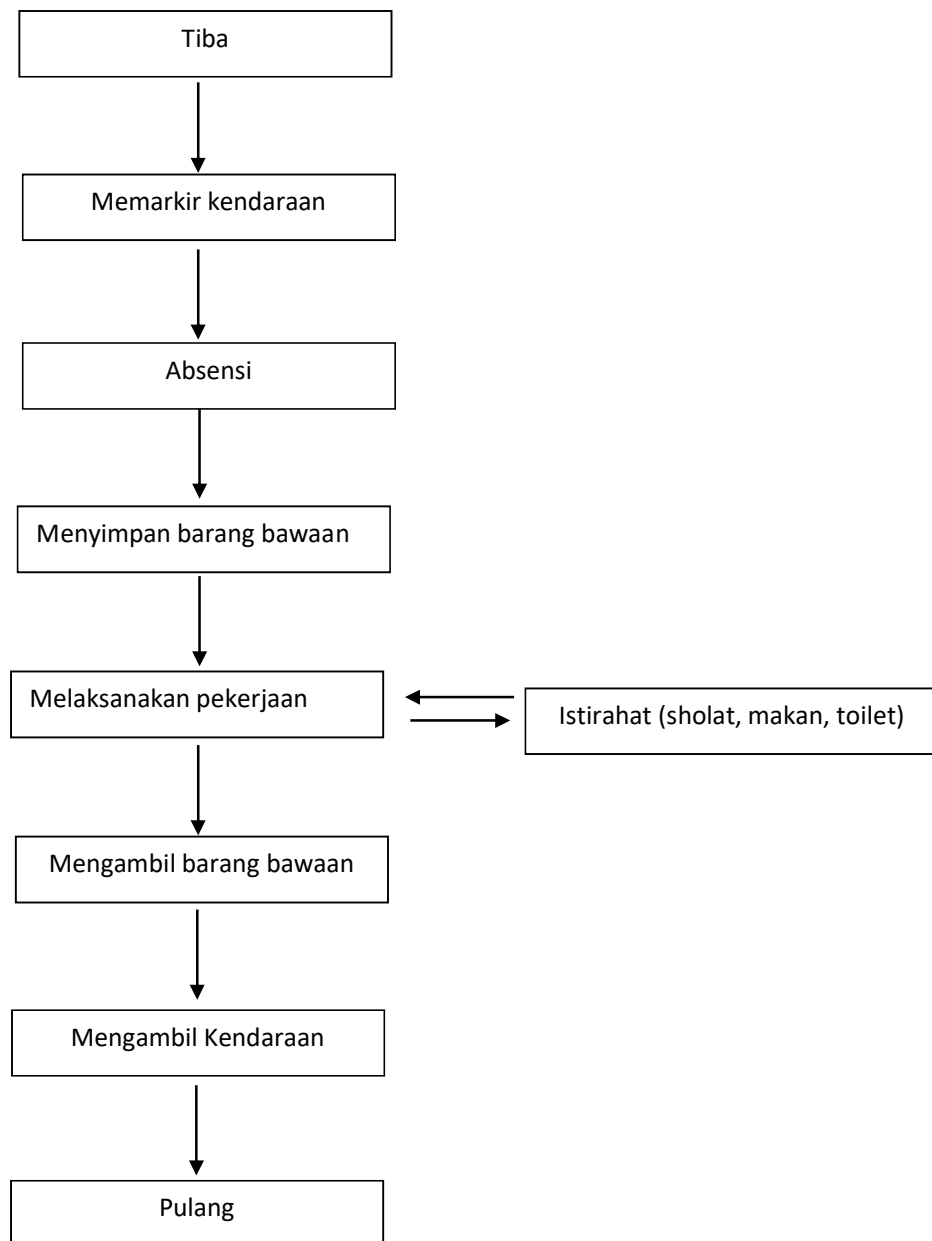 Tiba
Memarkir kendaraan
Absensi
Menyimpan barang bawaan
Melaksanakan pekerjaan
Istirahat (sholat, makan, toilet)
Mengambil barang bawaan
Mengambil Kendaraan
Pulang